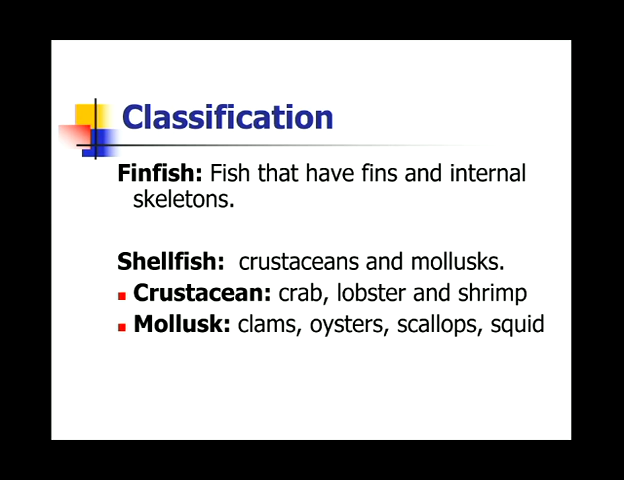 Classification
Finfish: Fish that have fins and internal
skeletons.
Shellfish: crustaceans and mollusks.
Crustacean: crab, lobster and shrimp
Mollusk: clams, oysters, scallops, squid